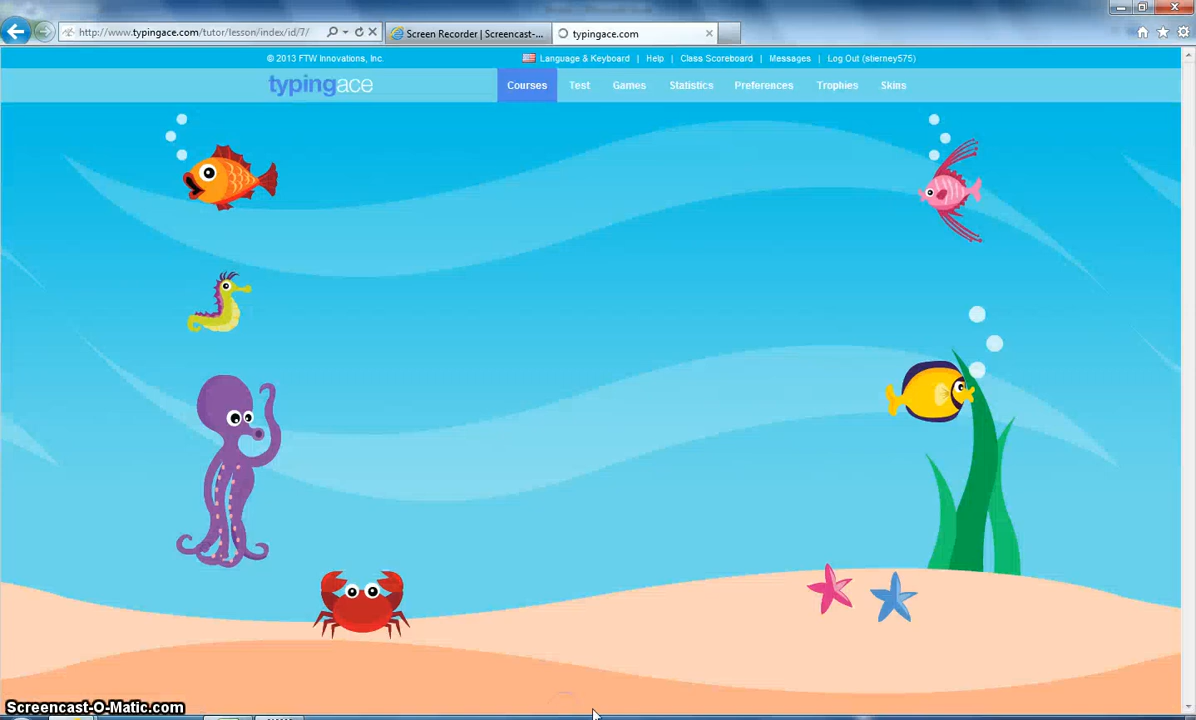 http://www.typingace.com/tutor/lesson/index/id/7/
Screen Recorder | Screencast-...
typingace.com
© 2013 FTW Innovations, Inc.
Language & Keyboard | Help | Class Scoreboard | Messages | Log Out (stierney575)
typingace
Courses Test Games Statistics Preferences Trophies Skins
Screencast-O-Matic.com